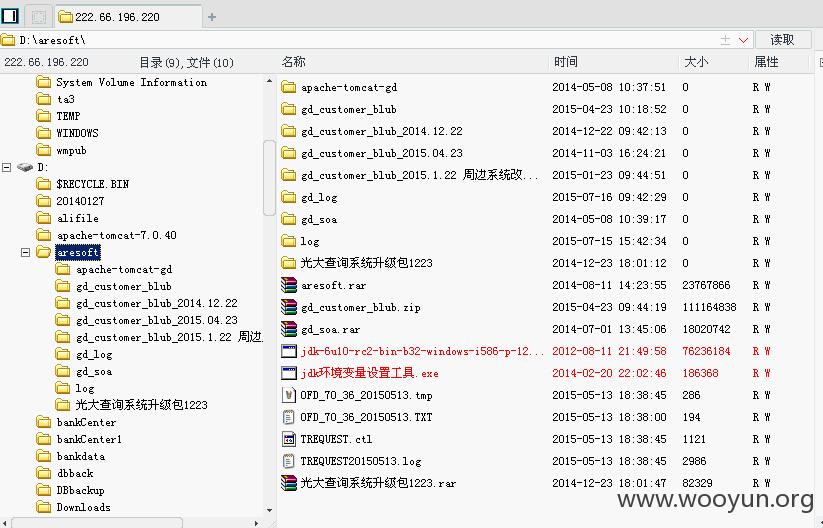 222.66.196.220
D:\aresoft\
读取
222.66.196.220 目录(9),文件(10)
名称 时间 大小 属性
System Volume Information
ta3
TEMP
WINDOWS
wmpub
D:
$RECYCLE.BIN
20140127
alifile
apache-tomcat-7.0.40
aresoft
apache-tomcat-gd
gd_customer_blub
gd_customer_blub_2014.12.22
gd_customer_blub_2015.04.23
gd_customer_blub_2015.1.22 周边
gd_log
gd_soa
log
光大查询系统升级包1223
bankCenter
bankCenter1
bankdata
dbback
DBbackup
Downloads
apache-tomcat-gd 2014-05-08 10:37:51 0 R W
gd_customer_blub 2015-04-23 10:18:52 0 R W
gd_customer_blub_2014.12.22 2014-12-22 09:42:13 0 R W
gd_customer_blub_2015.04.23 2014-11-03 16:24:21 0 R W
gd_customer_blub_2015.1.22 周边系统改... 2015-01-23 09:44:51 0 R W
gd_log 2015-07-16 09:42:29 0 R W
gd_soa 2014-05-08 10:39:17 0 R W
log 2015-07-15 15:42:34 0 R W
光大查询系统升级包1223 2014-12-23 18:01:12 0 R W
aresoft.rar 2014-08-11 14:23:55 23767866 R W
gd_customer_blub.zip 2015-04-23 09:44:19 111164838 R W
gd_soa.rar 2014-07-01 13:45:06 18020742 R W
jdk-6u10-rc2-bin-b32-windows-i586-p-12... 2012-08-11 21:49:58 76236184 R W
jdk环境变量设置工具.exe 2014-02-20 22:02:46 186368 R W
OFD_70_36_20150513.tmp 2015-05-13 18:38:45 286 R W
OFD_70_36_20150513.TXT 2015-05-13 18:38:00 194 R W
TREQUEST.ctl 2015-05-13 18:38:45 1121 R W
TREQUEST20150513.log 2015-05-13 18:38:45 2986 R W
光大查询系统升级包1223.rar 2014-12-23 18:01:47 82329 R W
www.wooyun.org